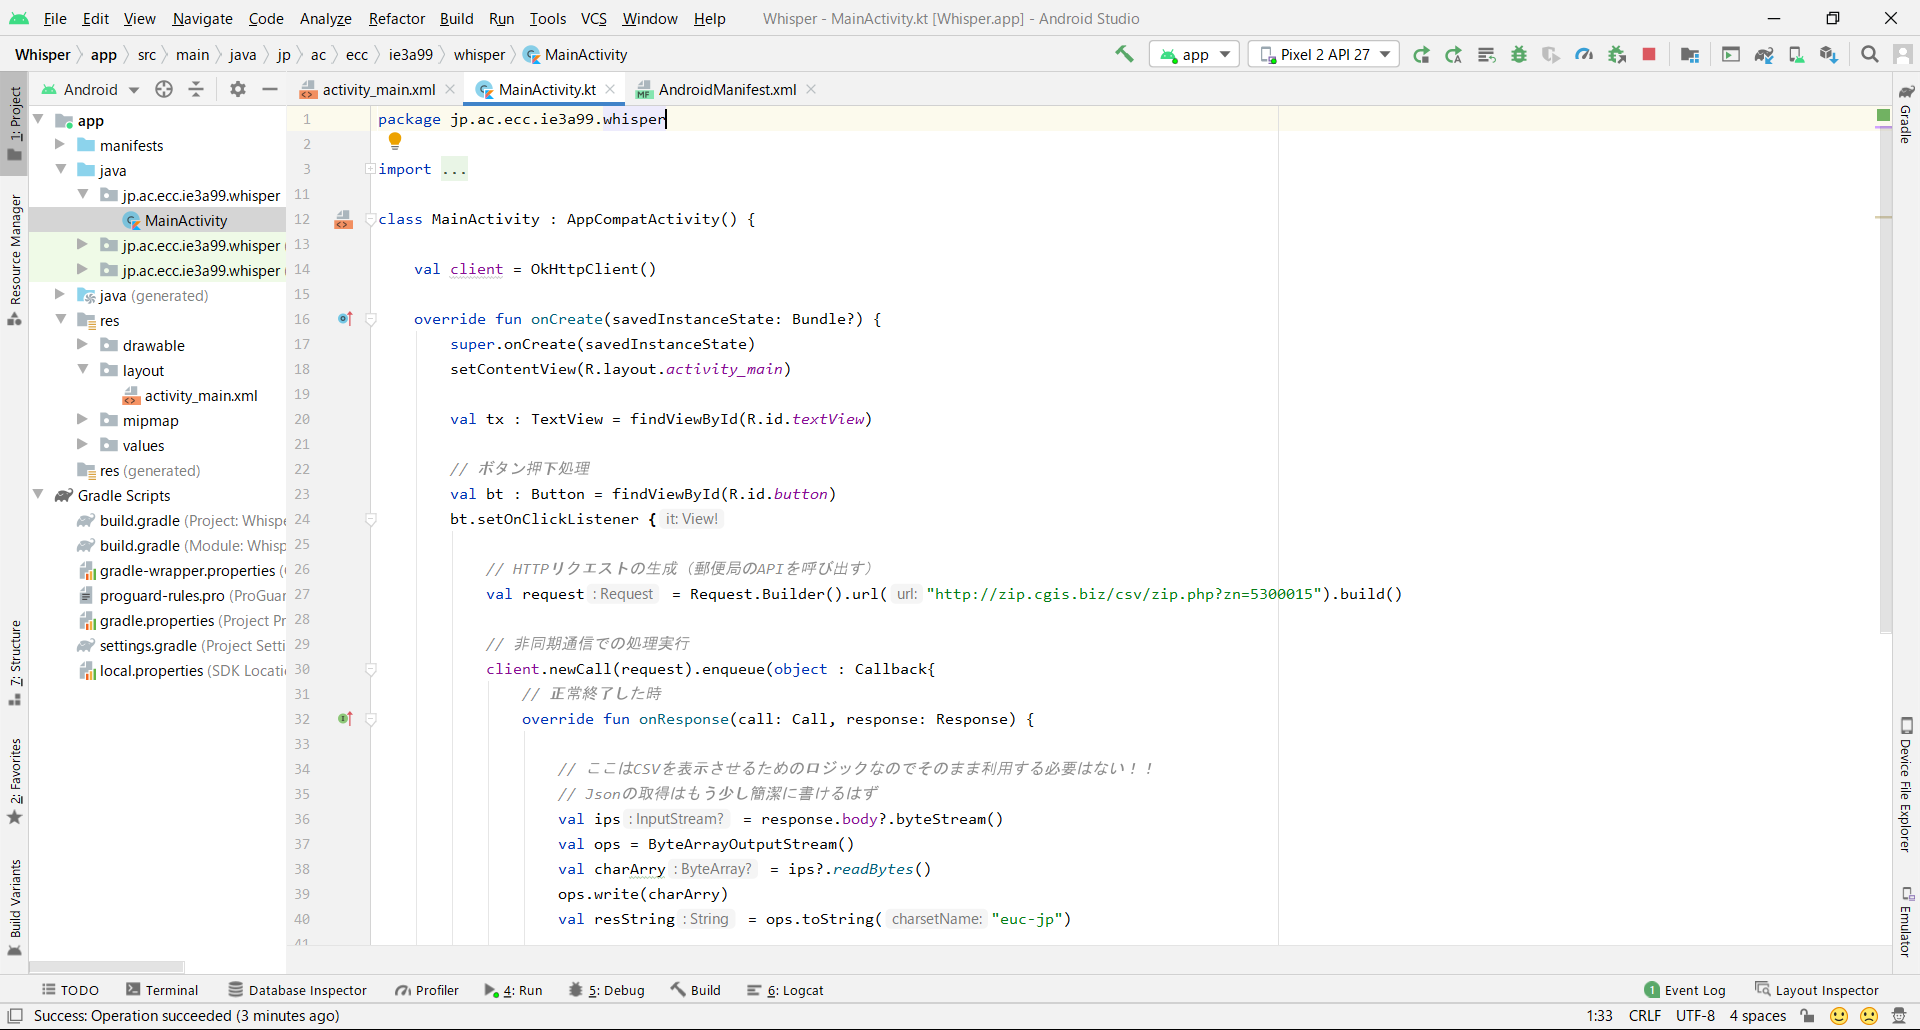 File Edit View Navigate Code Analyze Refactor Build Run Tools VCS Window Help Whisper - MainActivity.kt [Whisper.app] - Android Studio
Whisper app src main java jp ac ecc ie3a99 whisper MainActivity app Pixel 2 API 27
Android activity_main.xml MainActivity.kt AndroidManifest.xml
1: Project
Resource Manager
7: Structure
2: Favorites
Build Variants
app
manifests
java
jp.ac.ecc.ie3a99.whisper
MainActivity
jp.ac.ecc.ie3a99.whisper (
jp.ac.ecc.ie3a99.whisper (
java (generated)
res
drawable
layout
activity_main.xml
mipmap
values
res (generated)
Gradle Scripts
build.gradle (Project: Whispe
build.gradle (Module: Whisp
gradle-wrapper.properties (
proguard-rules.pro (ProGuar
gradle.properties (Project Pr
settings.gradle (Project Setti
local.properties (SDK Locati
1 package jp.ac.ecc.ie3a99.whisper
2
3 import ...
11
12 class MainActivity : AppCompatActivity() {
13
14 val client = OkHttpClient()
15
16 override fun onCreate(savedInstanceState: Bundle?) {
17 super.onCreate(savedInstanceState)
18 setContentView(R.layout.activity_main)
19
20 val tx : TextView = findViewById(R.id.textView)
21
22 // ボタン押下処理
23 val bt : Button = findViewById(R.id.button)
24 bt.setOnClickListener { it: View!
25
26 // HTTPリクエストの生成（郵便局のAPIを呼び出す）
27 val request : Request = Request.Builder().url( url: "http://zip.cgis.biz/csv/zip.php?zn=5300015").build()
28
29 // 非同期通信での処理実行
30 client.newCall(request).enqueue(object : Callback{
31 // 正常終了した時
32 override fun onResponse(call: Call, response: Response) {
33
34 // ここはCSVを表示させるためのロジックなのでそのまま利用する必要はない！！
35 // Jsonの取得はもう少し簡潔に書けるはず
36 val ips : InputStream? = response.body?.byteStream()
37 val ops = ByteArrayOutputStream()
38 val charArry : ByteArray? = ips?.readBytes()
39 ops.write(charArry)
40 val resString : String = ops.toString( charsetName: "euc-jp")
41
Gradle
Device File Explorer
Emulator
TODO Terminal Database Inspector Profiler 4: Run 5: Debug Build 6: Logcat 1 Event Log Layout Inspector
Success: Operation succeeded (3 minutes ago) 1:33 CRLF UTF-8 4 spaces